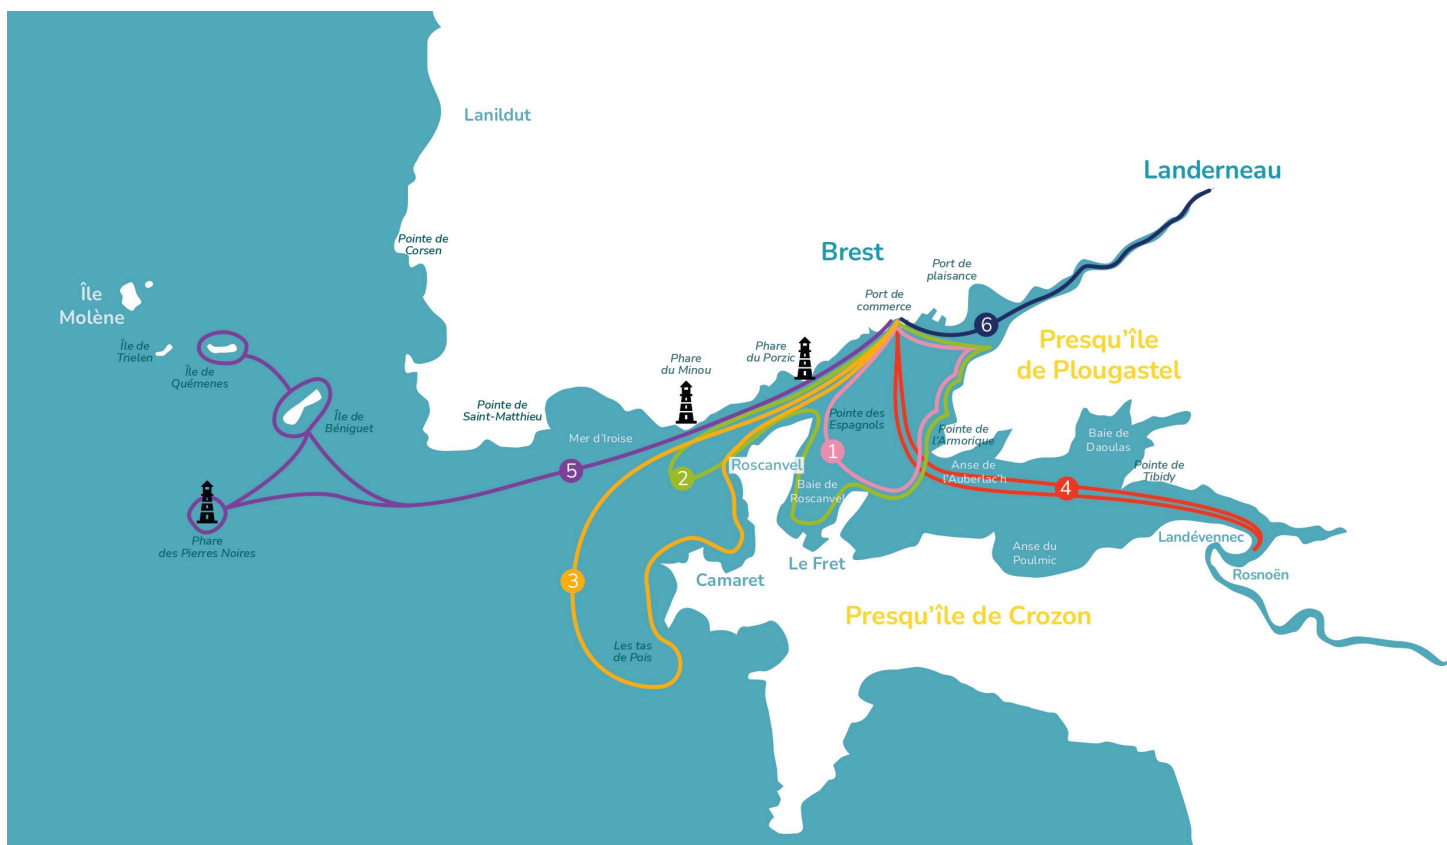 Lanildut
Landerneau
Pointe de
Corsen
Brest
Port de
plaisance
Île
Molène
Port de
commerce
6
Presqu'île
de Plougastel
Île de
Trielen
Île de
Quémenes
Phare
du Minou
Phare
du Porzic
Pointe de
Saint-Matthieu
Île de
Béniguet
Mer d'Iroise
Pointe des
Espagnols
Pointe de
l'Armorique
Baie de
Daoulas
1
5
2
Roscanvel
Baie de
Roscanvel
Anse de
l'Auberlac'h
4
Pointe de
Tibidy
Phare
des Pierres Noires
Landévennec
Anse du
Poulmic
Le Fret
Camaret
3
Rosnoën
Presqu'île de Crozon
Les tas
de Pois